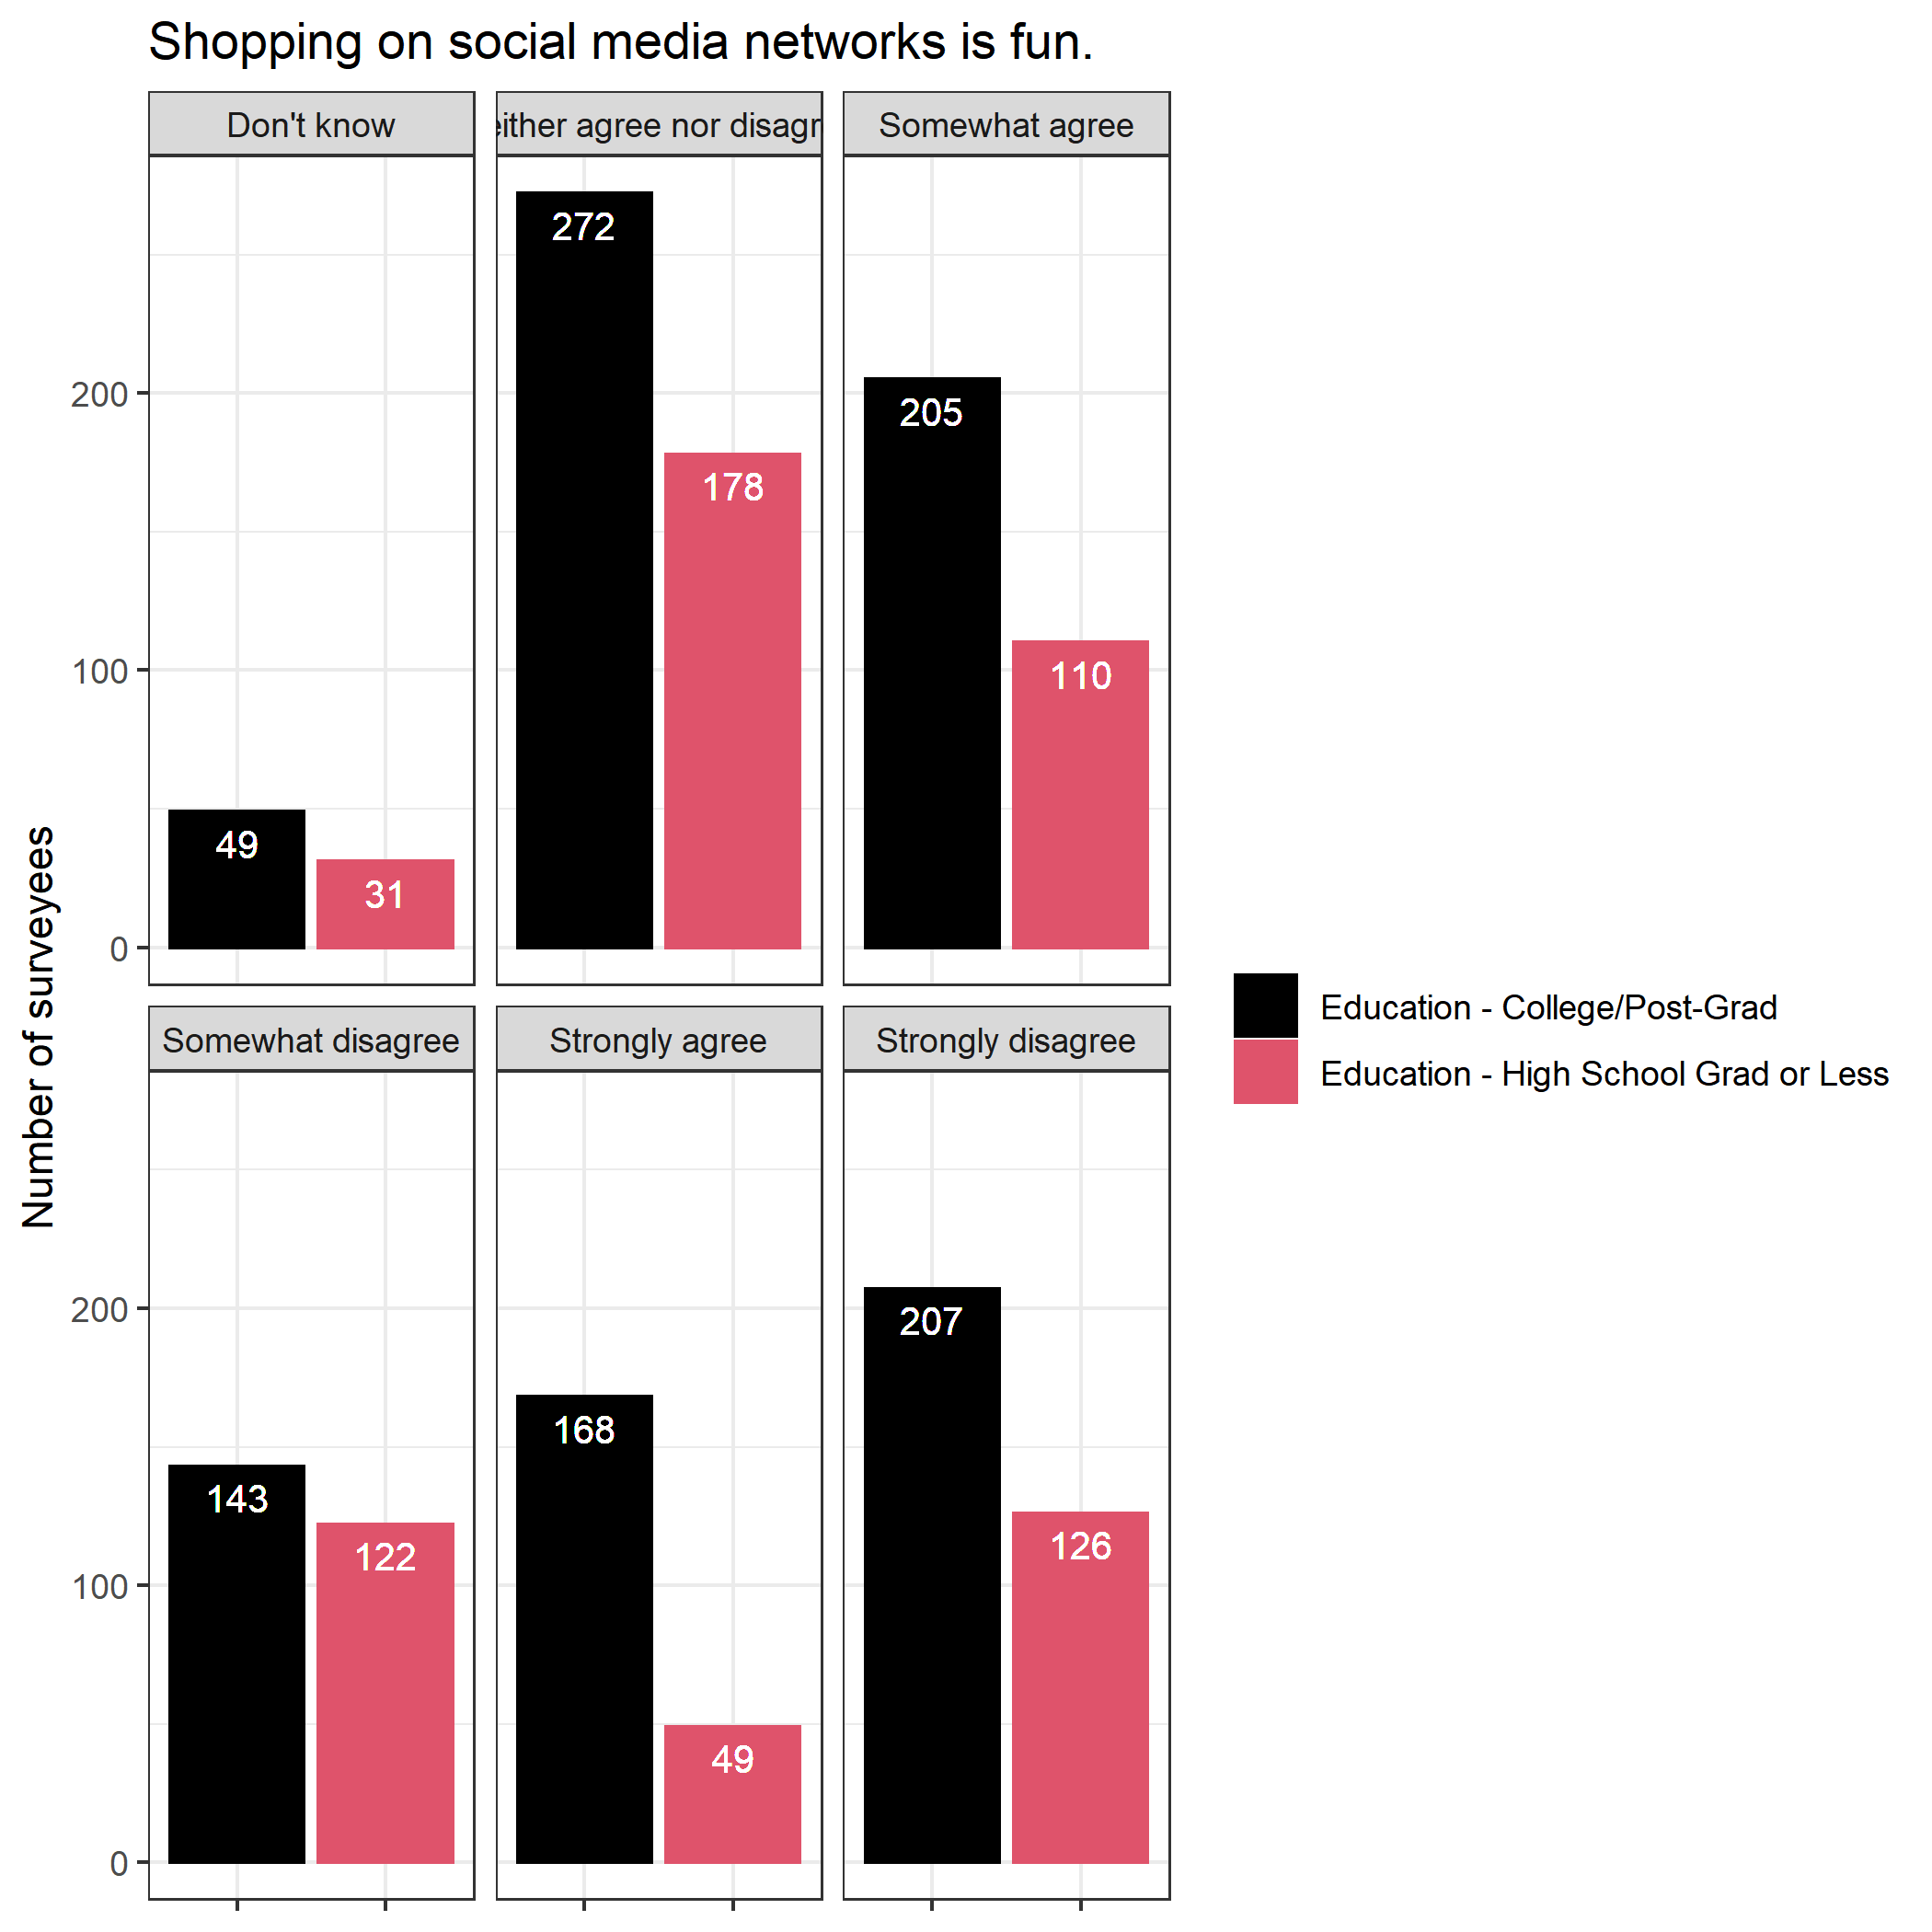 Shopping on social media networks is fun.
Don't know
either agree nor disagr
Somewhat agree
272
205
200
178
110
100
49
31
0
Number of surveyees
Education - College/Post-Grad
Education - High School Grad or Less
Somewhat disagree
Strongly agree
Strongly disagree
200
207
168
143
122
126
100
49
0